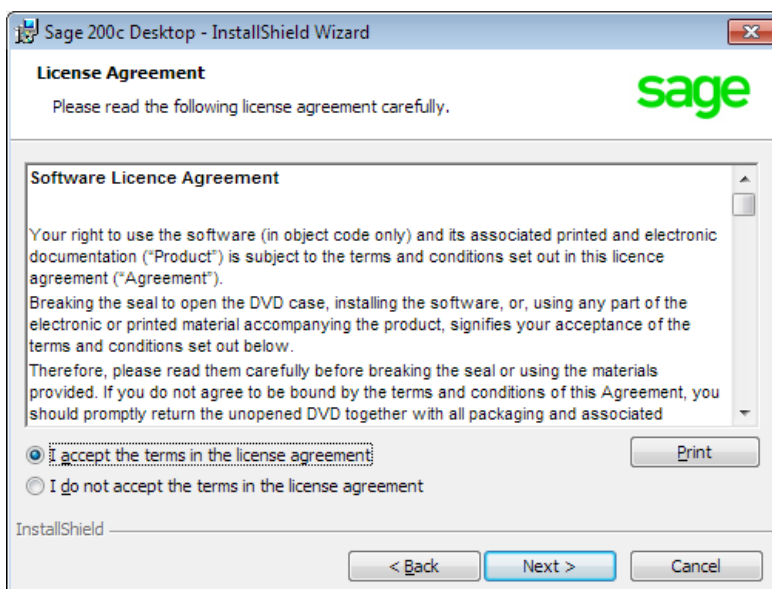 Sage 200c Desktop - InstallShield Wizard
License Agreement
Please read the following license agreement carefully.
sage
Software Licence Agreement
Your right to use the software (in object code only) and its associated printed and electronic
documentation (“Product”) is subject to the terms and conditions set out in this licence
agreement (“Agreement”).
Breaking the seal to open the DVD case, installing the software, or, using any part of the
electronic or printed material accompanying the product, signifies your acceptance of the
terms and conditions set out below.
Therefore, please read them carefully before breaking the seal or using the materials
provided. If you do not agree to be bound by the terms and conditions of this Agreement, you
should promptly return the unopened DVD together with all packaging and associated
I accept the terms in the license agreement
Print
I do not accept the terms in the license agreement
InstallShield
< Back
Next >
Cancel